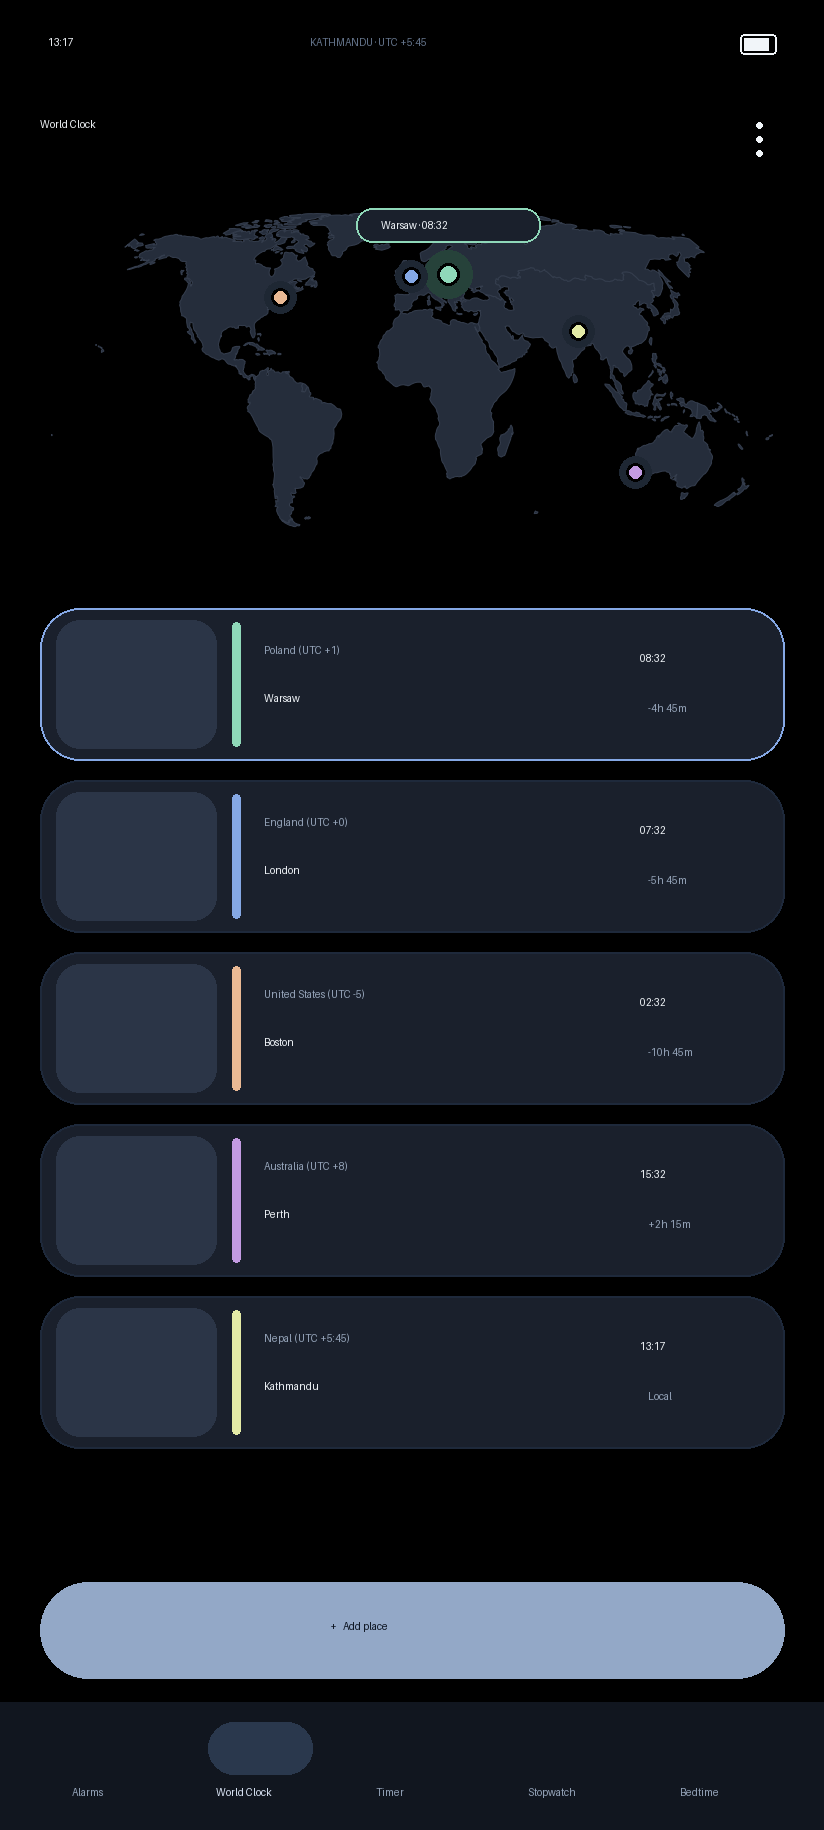 13:17
KATHMANDU · UTC +5:45
World Clock
Warsaw · 08:32
Poland (UTC +1)
08:32
Warsaw
-4h 45m
England (UTC +0)
07:32
London
-5h 45m
United States (UTC -5)
02:32
Boston
-10h 45m
Australia (UTC +8)
15:32
Perth
+2h 15m
Nepal (UTC +5:45)
13:17
Kathmandu
Local
+ Add place
Alarms
World Clock
Timer
Stopwatch
Bedtime